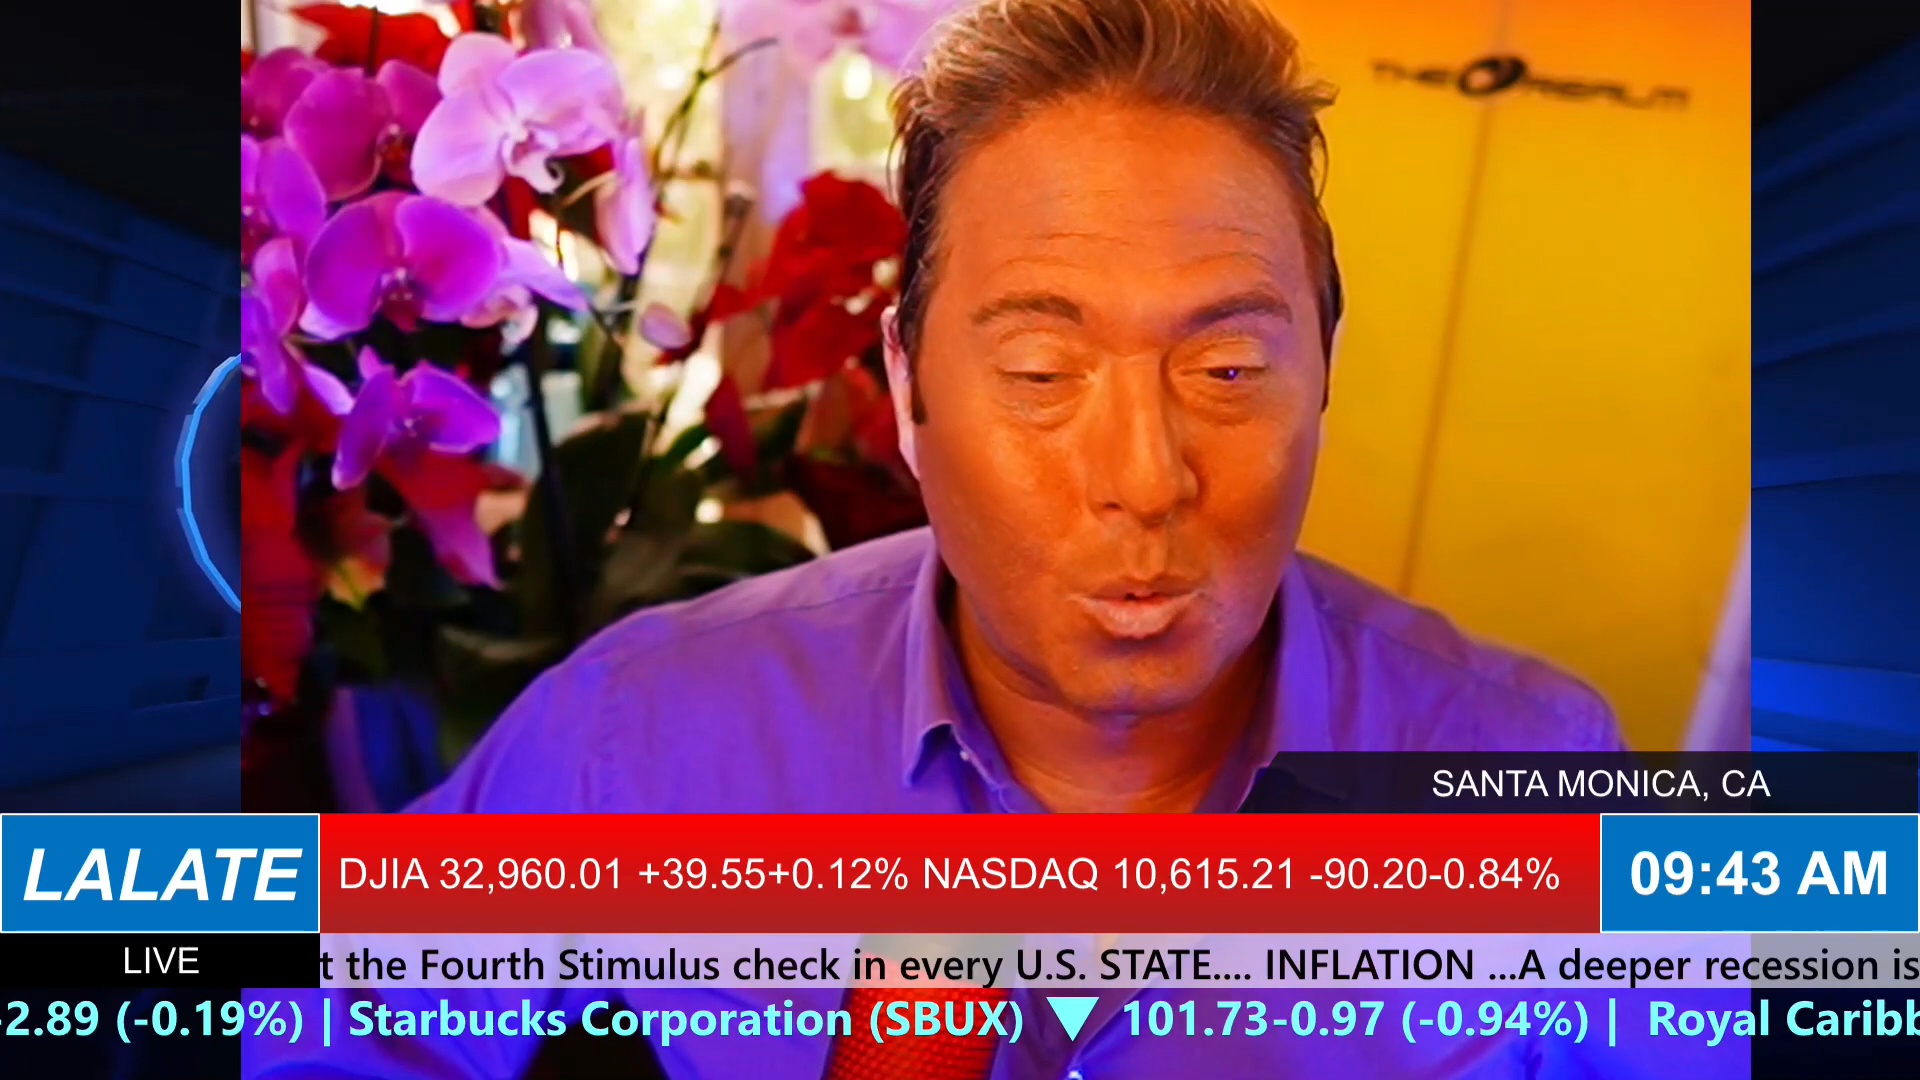 THE REALM
SANTA MONICA, CA
LALATE
DJIA 32,960.01 +39.55+0.12% NASDAQ 10,615.21 -90.20-0.84%
09:43 AM
LIVE
t the Fourth Stimulus check in every U.S. STATE.... INFLATION ...A deeper recession is
-2.89 (-0.19%) | Starbucks Corporation (SBUX) ▼ 101.73-0.97 (-0.94%) | Royal Caribb